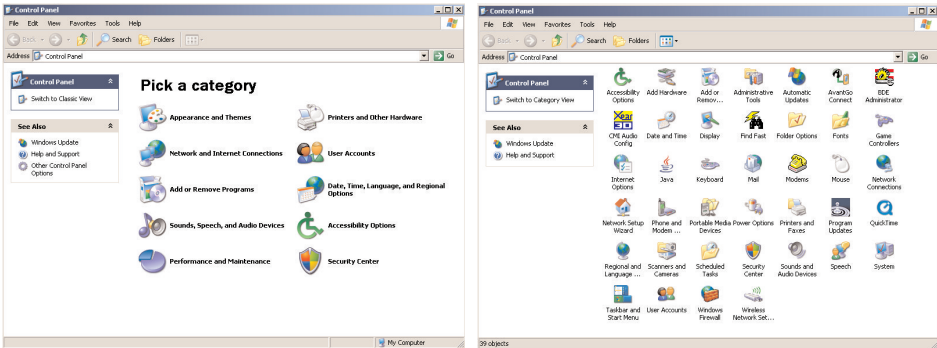 Control Panel
File Edit View Favorites Tools Help
Back Search Folders
Address Control Panel Go
Control Panel
Switch to Classic View
See Also
Windows Update
Help and Support
Other Control Panel
Options
Pick a category
Appearance and Themes
Printers and Other Hardware
Network and Internet Connections
User Accounts
Add or Remove Programs
Date, Time, Language, and Regional
Options
Sounds, Speech, and Audio Devices
Accessibility Options
Performance and Maintenance
Security Center
My Computer
Control Panel
File Edit View Favorites Tools Help
Back Search Folders
Address Control Panel Go
Control Panel
Switch to Category View
See Also
Windows Update
Help and Support
Accessibility
Options
Add Hardware
Add or
Remov...
Administrative
Tools
Automatic
Updates
AvantGo
Connect
BDE
Administrator
Xear
3D
CMI Audio
Config
Date and Time
Display
Find Fast
Folder Options
Fonts
Game
Controllers
Internet
Options
Java
Keyboard
Mail
Modems
Mouse
Network
Connections
Network Setup
Wizard
Phone and
Modem ...
Portable Media
Devices
Power Options
Printers and
Faxes
Program
Updates
QuickTime
Regional and
Language ...
Scanners and
Cameras
Scheduled
Tasks
Security
Center
Sounds and
Audio Devices
Speech
System
Taskbar and
Start Menu
User Accounts
Windows
Firewall
Wireless
Network Set...
39 objects